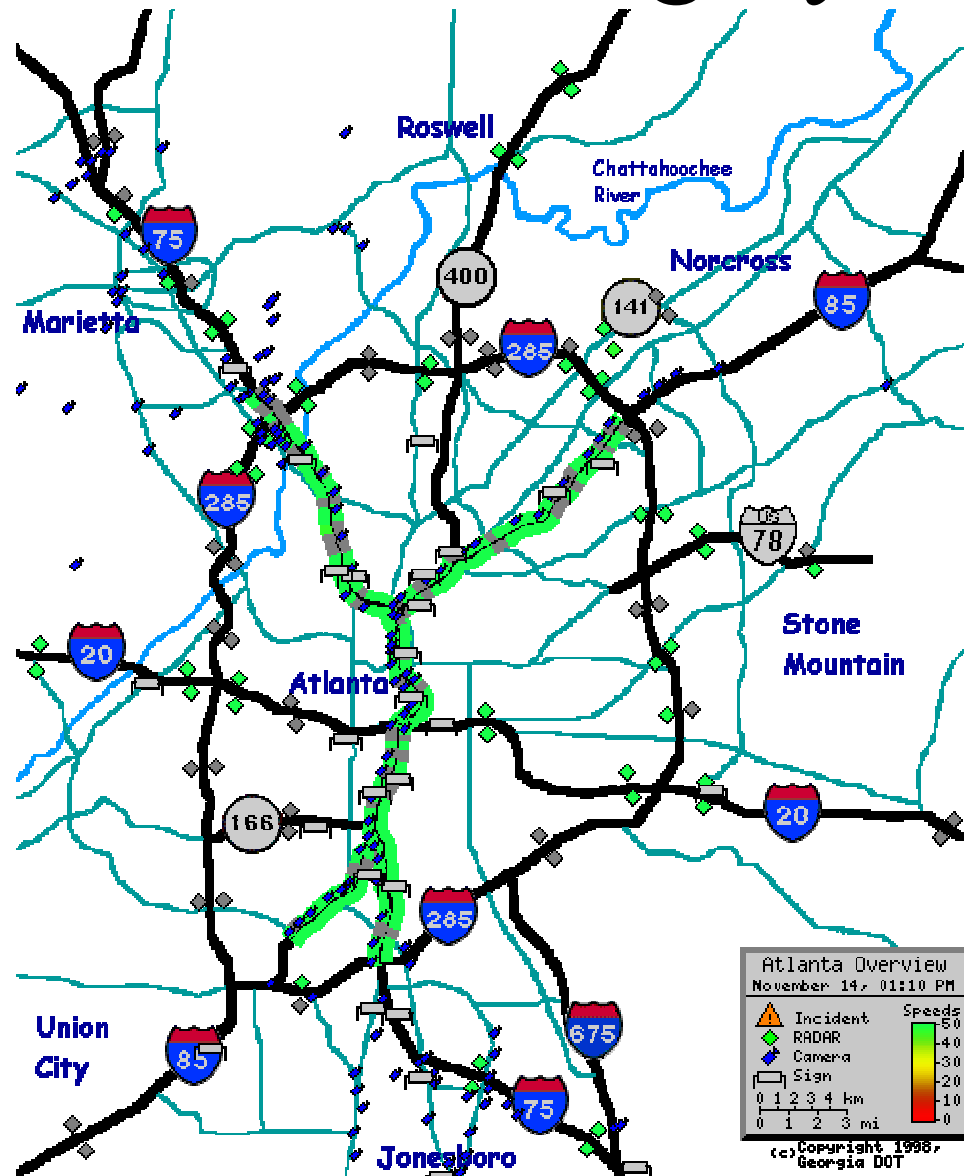 Roswell
Chattahoochee
River
75
400
Norcross
141
85
Marietta
285
285
US
78
Stone
Mountain
20
Atlanta
20
166
285
Union
City
85
675
75
Jonesboro
Atlanta Overview
November 14, 01:10 PM
Incident
RADAR
Camera
Sign
Speeds
50
40
30
20
10
0
0 1 2 3 4 km
0 1 2 3 mi
(c)Copyright 1998,
Georgia DOT